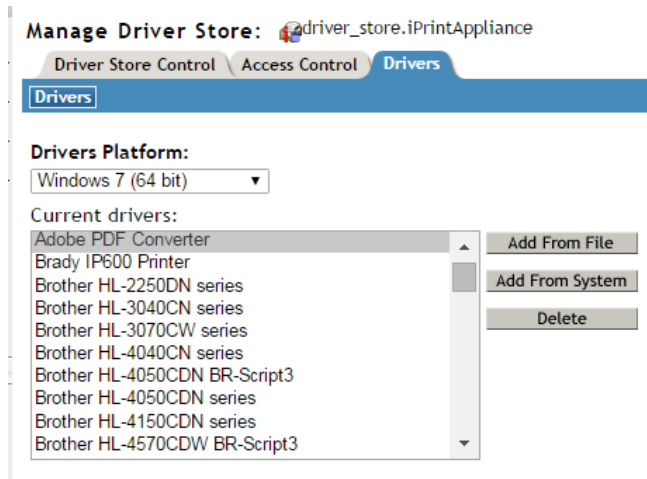 Manage Driver Store: driver_store.iPrintAppliance
Driver Store Control Access Control Drivers
Drivers
Drivers Platform:
Windows 7 (64 bit)
Current drivers:
Adobe PDF Converter
Brady IP600 Printer
Brother HL-2250DN series
Brother HL-3040CN series
Brother HL-3070CW series
Brother HL-4040CN series
Brother HL-4050CDN BR-Script3
Brother HL-4050CDN series
Brother HL-4150CDN series
Brother HL-4570CDW BR-Script3
Add From File
Add From System
Delete